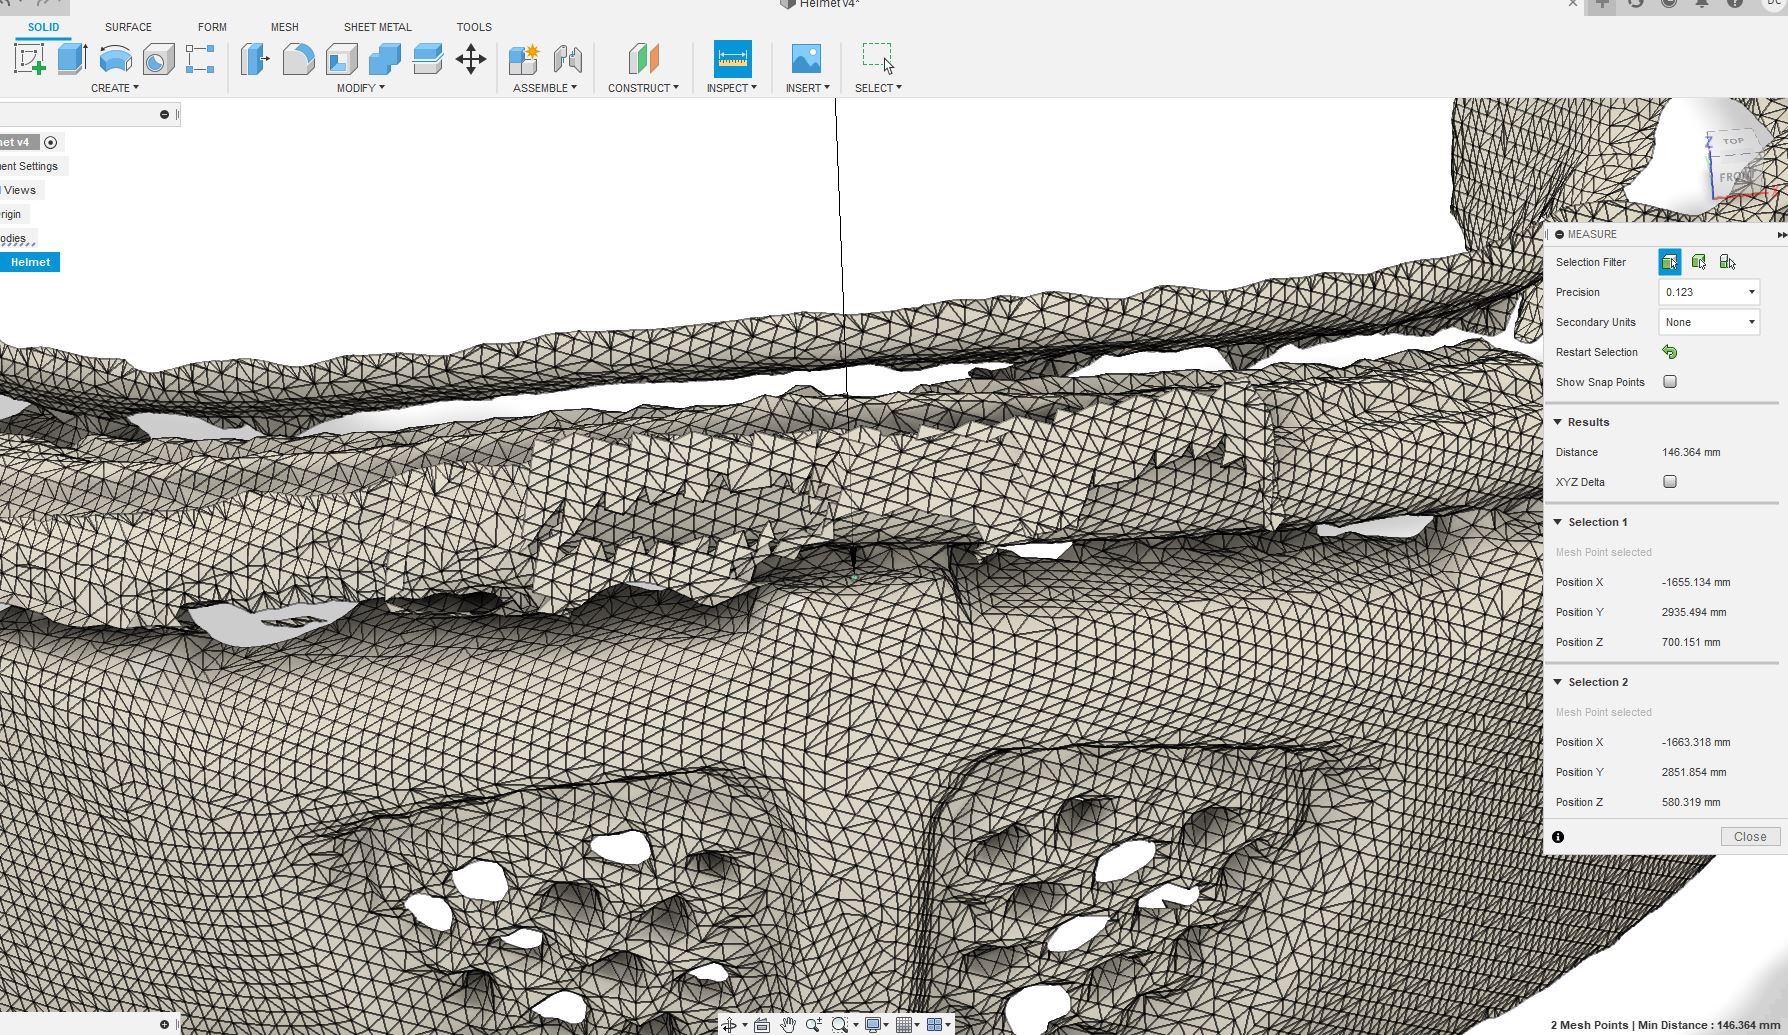 Helmet v4*
SOLID SURFACE FORM MESH SHEET METAL TOOLS
CREATE MODIFY ASSEMBLE CONSTRUCT INSPECT INSERT SELECT
met v4
ent Settings
Views
rigin
odies
Helmet
TOP
FRONT
Z
MEASURE
Selection Filter
Precision 0.123
Secondary Units None
Restart Selection
Show Snap Points
Results
Distance 146.364 mm
XYZ Delta
Selection 1
Mesh Point selected
Position X -1655.134 mm
Position Y 2935.494 mm
Position Z 700.151 mm
Selection 2
Mesh Point selected
Position X -1663.318 mm
Position Y 2851.854 mm
Position Z 580.319 mm
Close
2 Mesh Points | Min Distance : 146.364 mm